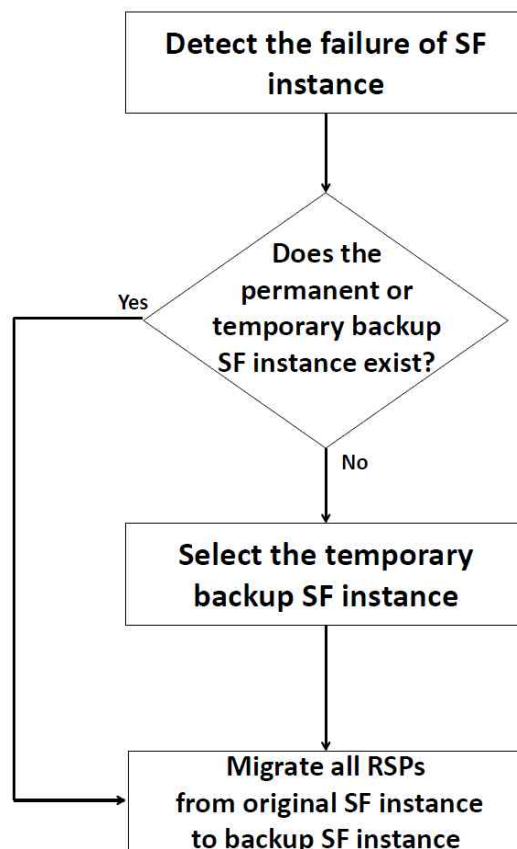 Detect the failure of SF
instance
Does the
permanent or
temporary backup
SF instance exist?
Yes
No
Select the temporary
backup SF instance
Migrate all RSPs
from original SF instance
to backup SF instance